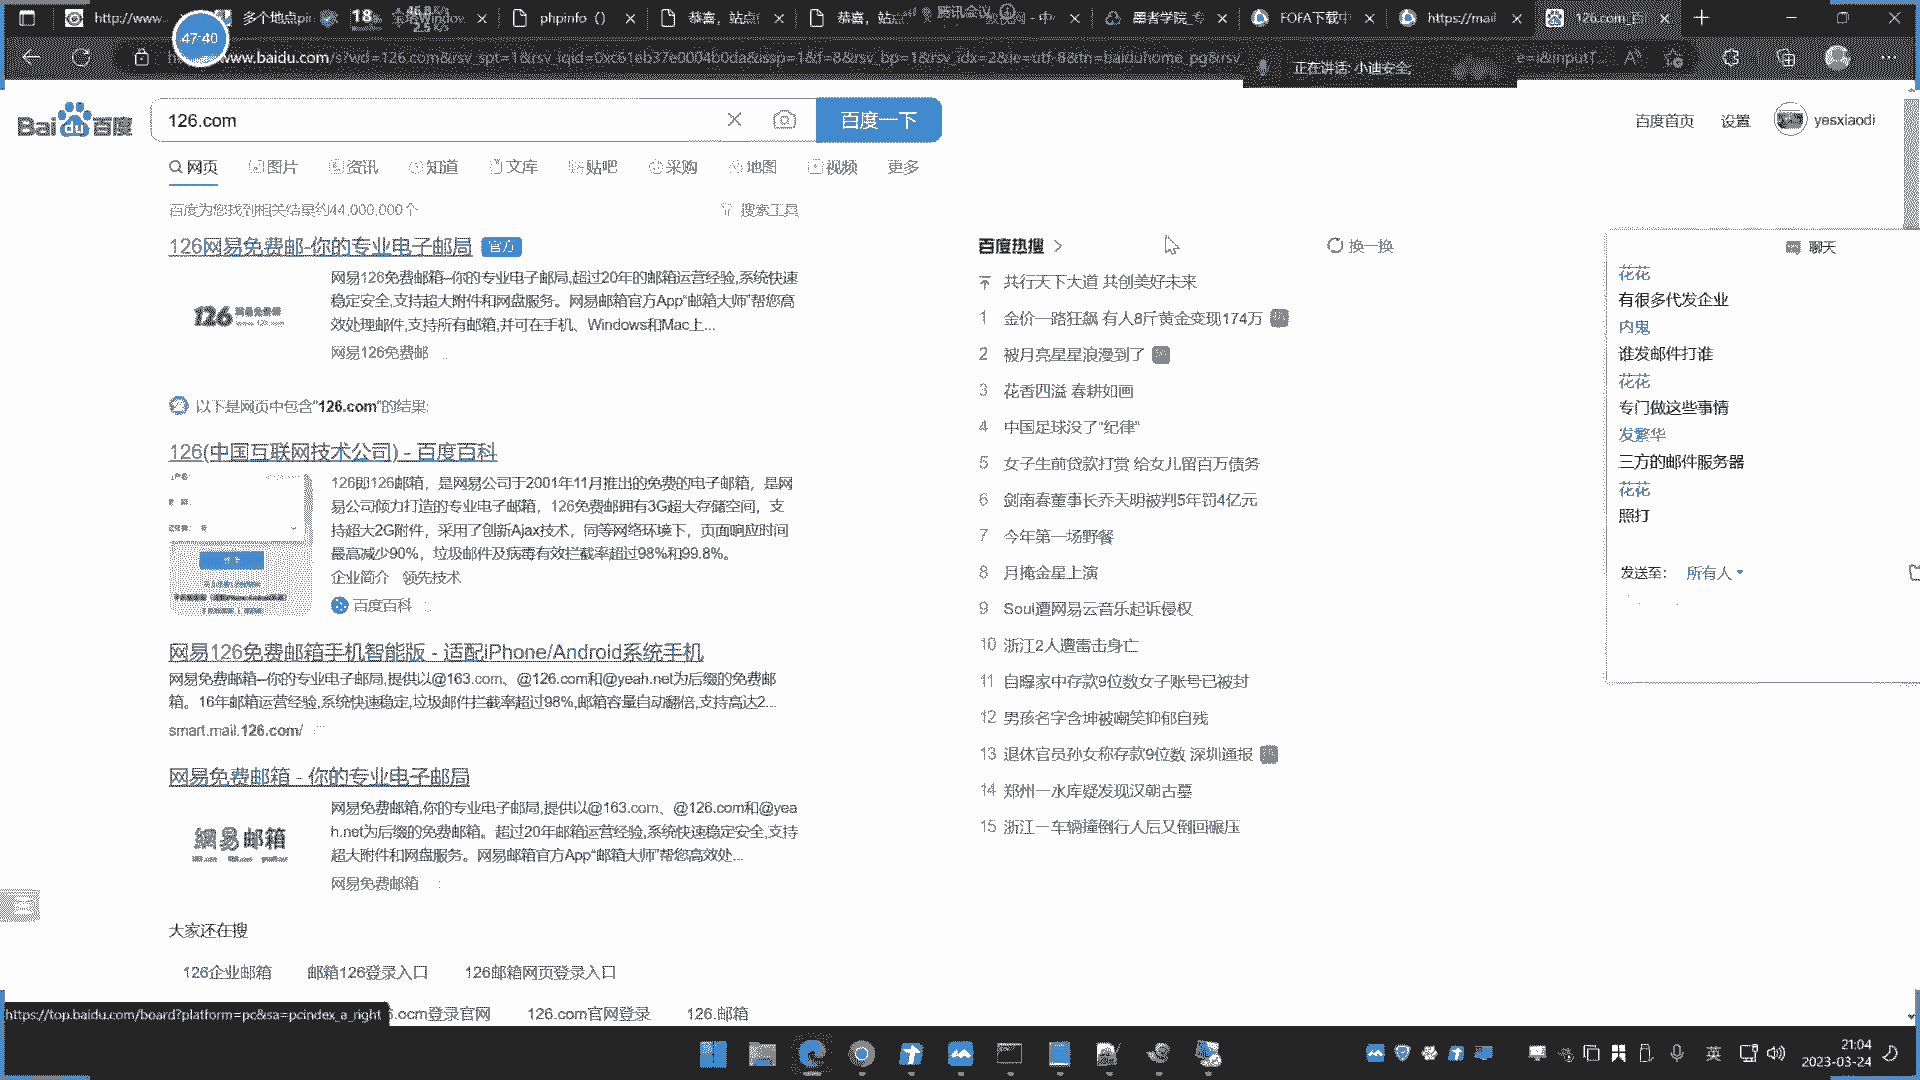 http://www.
多个地点pi
18
46.8 K/s
phpinfo ()
恭喜，站点
恭喜，站
腾讯会议
墨者学院_专
FOFA下载中
https://mail
126.com_百
47:40
www.baidu.com/s?wd=126.com&rsv_spt=1&rsv_iqid=0xc61eb37e0004b0da&issp=1&f=8&rsv_bp=1&rsv_idx=2&ie=utf-8&tn=baiduhome_pg&rsv_
正在讲话: 小迪安全;
e=i&inputT...
Bai du 百度
126.com
百度一下
百度首页
设置
yesxiaodi
网页
图片
资讯
知道
文库
贴吧
采购
地图
视频
更多
百度为您找到相关结果约44,000,000个
搜索工具
126网易免费邮-你的专业电子邮局
官方
网易126免费邮箱--你的专业电子邮局,超过20年的邮箱运营经验,系统快速
稳定安全,支持超大附件和网盘服务。网易邮箱官方App“邮箱大师”帮您高
效处理邮件,支持所有邮箱,并可在手机、Windows和Mac上...
网易126免费邮
以下是网页中包含“126.com”的结果:
126(中国互联网技术公司) - 百度百科
126即126邮箱，是网易公司于2001年11月推出的免费的电子邮箱，是网
易公司倾力打造的专业电子邮箱，126免费邮拥有3G超大存储空间，支
持超大2G附件，采用了创新Ajax技术，同等网络环境下，页面响应时间
最高减少90%，垃圾邮件及病毒有效拦截率超过98%和99.8%。
企业简介 领先技术
百度百科
网易126免费邮箱手机智能版 - 适配iPhone/Android系统手机
网易免费邮箱--你的专业电子邮局,提供以@163.com、@126.com和@yeah.net为后缀的免费邮
箱。16年邮箱运营经验,系统快速稳定,垃圾邮件拦截率超过98%,邮箱容量自动翻倍,支持高达2...
smart.mail.126.com/
网易免费邮箱 - 你的专业电子邮局
网易免费邮箱,你的专业电子邮局,提供以@163.com、@126.com和@yea
h.net为后缀的免费邮箱。超过20年邮箱运营经验,系统快速稳定安全,支持
超大附件和网盘服务。网易邮箱官方App“邮箱大师”帮您高效处...
網易邮箱
网易免费邮箱
大家还在搜
126企业邮箱
邮箱126登录入口
126邮箱网页登录入口
.ocm登录官网
126.com官网登录
126.邮箱
百度热搜
换一换
共行天下大道 共创美好未来
1 金价一路狂飙 有人8斤黄金变现174万
2 被月亮星星浪漫到了
3 花香四溢 春耕如画
4 中国足球没了“纪律”
5 女子生前贷款打赏 给女儿留百万债务
6 剑南春董事长乔天明被判5年罚4亿元
7 今年第一场野餐
8 月掩金星上演
9 Soul遭网易云音乐起诉侵权
10 浙江2人遭雷击身亡
11 自曝家中存款9位数女子账号已被封
12 男孩名字含坤被嘲笑抑郁自残
13 退休官员孙女称存款9位数 深圳通报
14 郑州一水库疑发现汉朝古墓
15 浙江一车辆撞倒行人后又倒回碾压
聊天
花花
有很多代发企业
内鬼
谁发邮件打谁
花花
专门做这些事情
发繁华
三方的邮件服务器
花花
照打
发送至:
所有人
https://top.baidu.com/board?platform=pc&sa=pcindex_a_right
英
21:04
2023-03-24